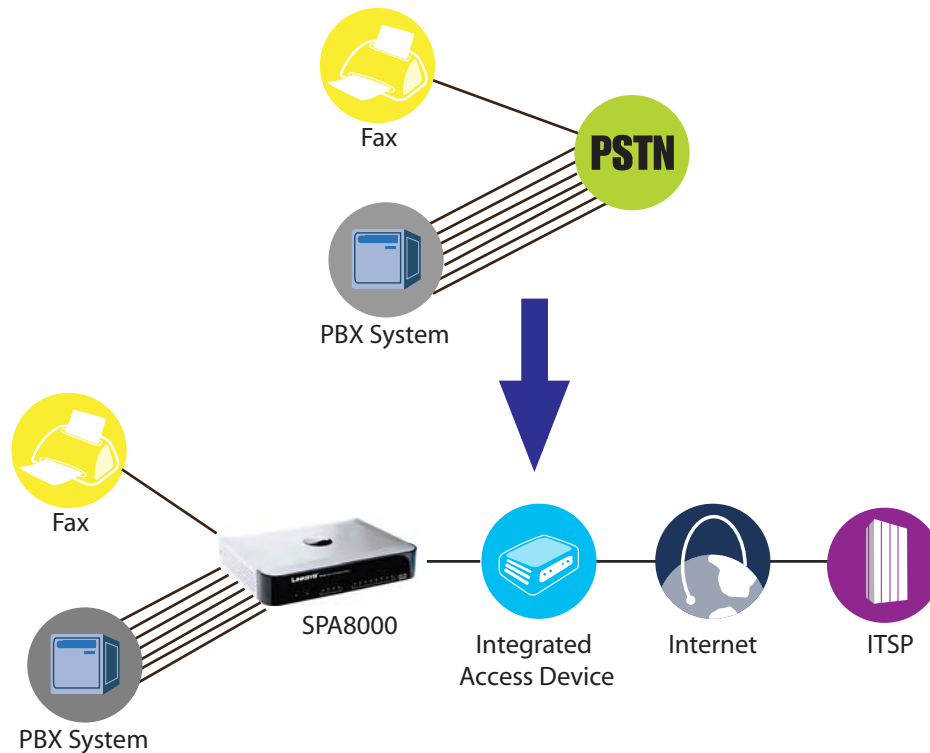 Fax
PSTN
PBX System
Fax
LINKSYS
SPA8000
Integrated
Access Device
Internet
ITSP
PBX System